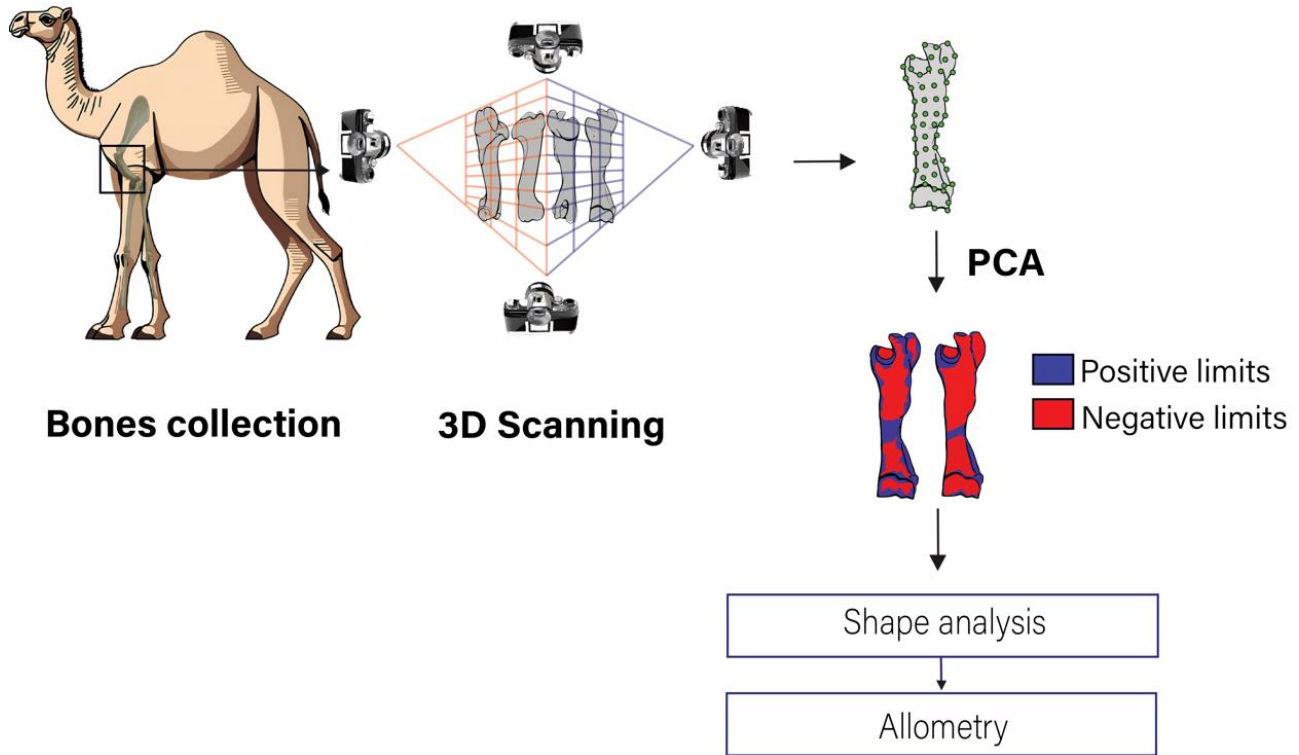 PCA
Positive limits
Negative limits
Bones collection
3D Scanning
Shape analysis
Allometry